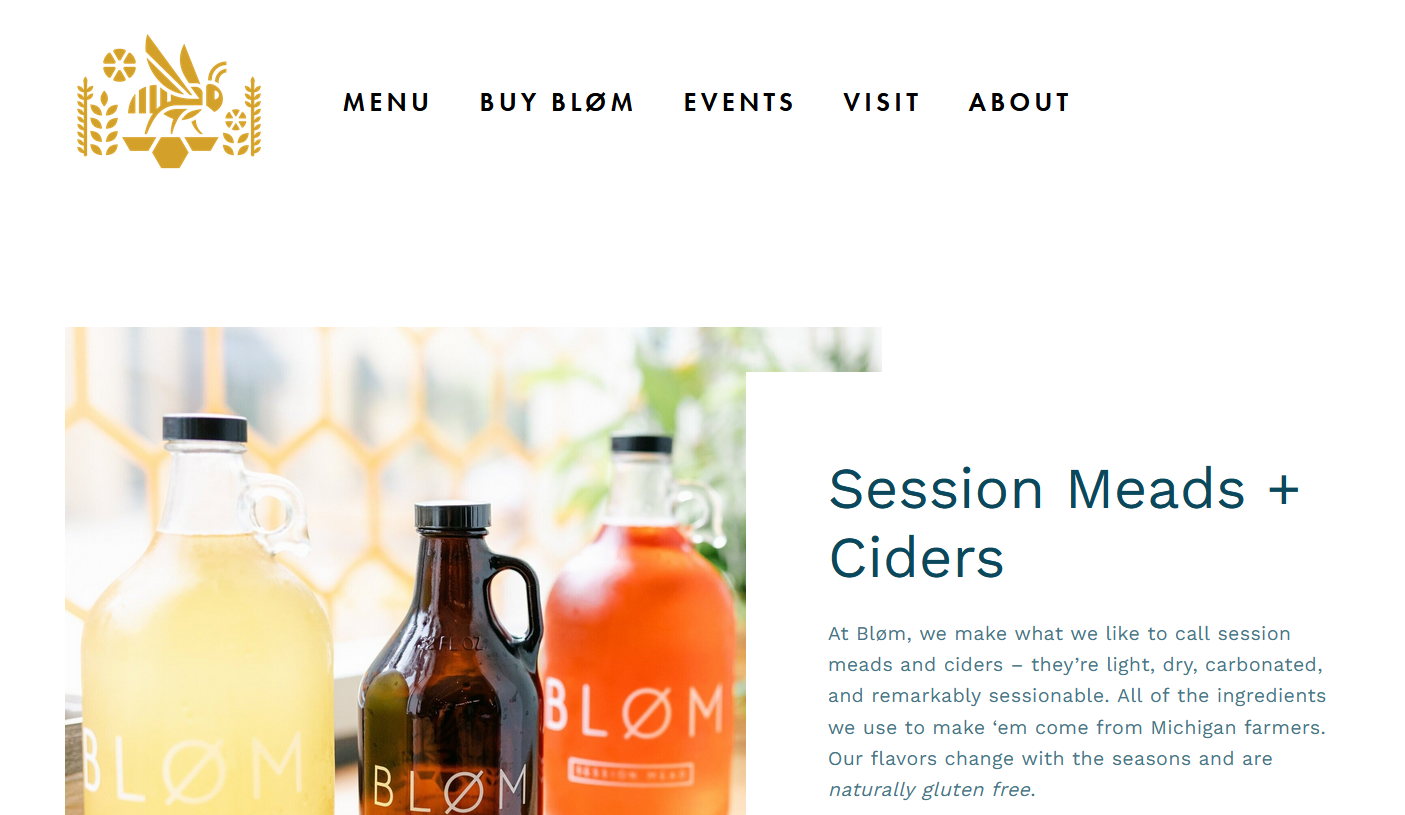 MENU BUY BLØM EVENTS VISIT ABOUT
Session Meads +
Ciders
At Bløm, we make what we like to call session
meads and ciders – they’re light, dry, carbonated,
and remarkably sessionable. All of the ingredients
we use to make ‘em come from Michigan farmers.
Our flavors change with the seasons and are
naturally gluten free.
BLØM
BLØM
BLØM
SESSION MEAD